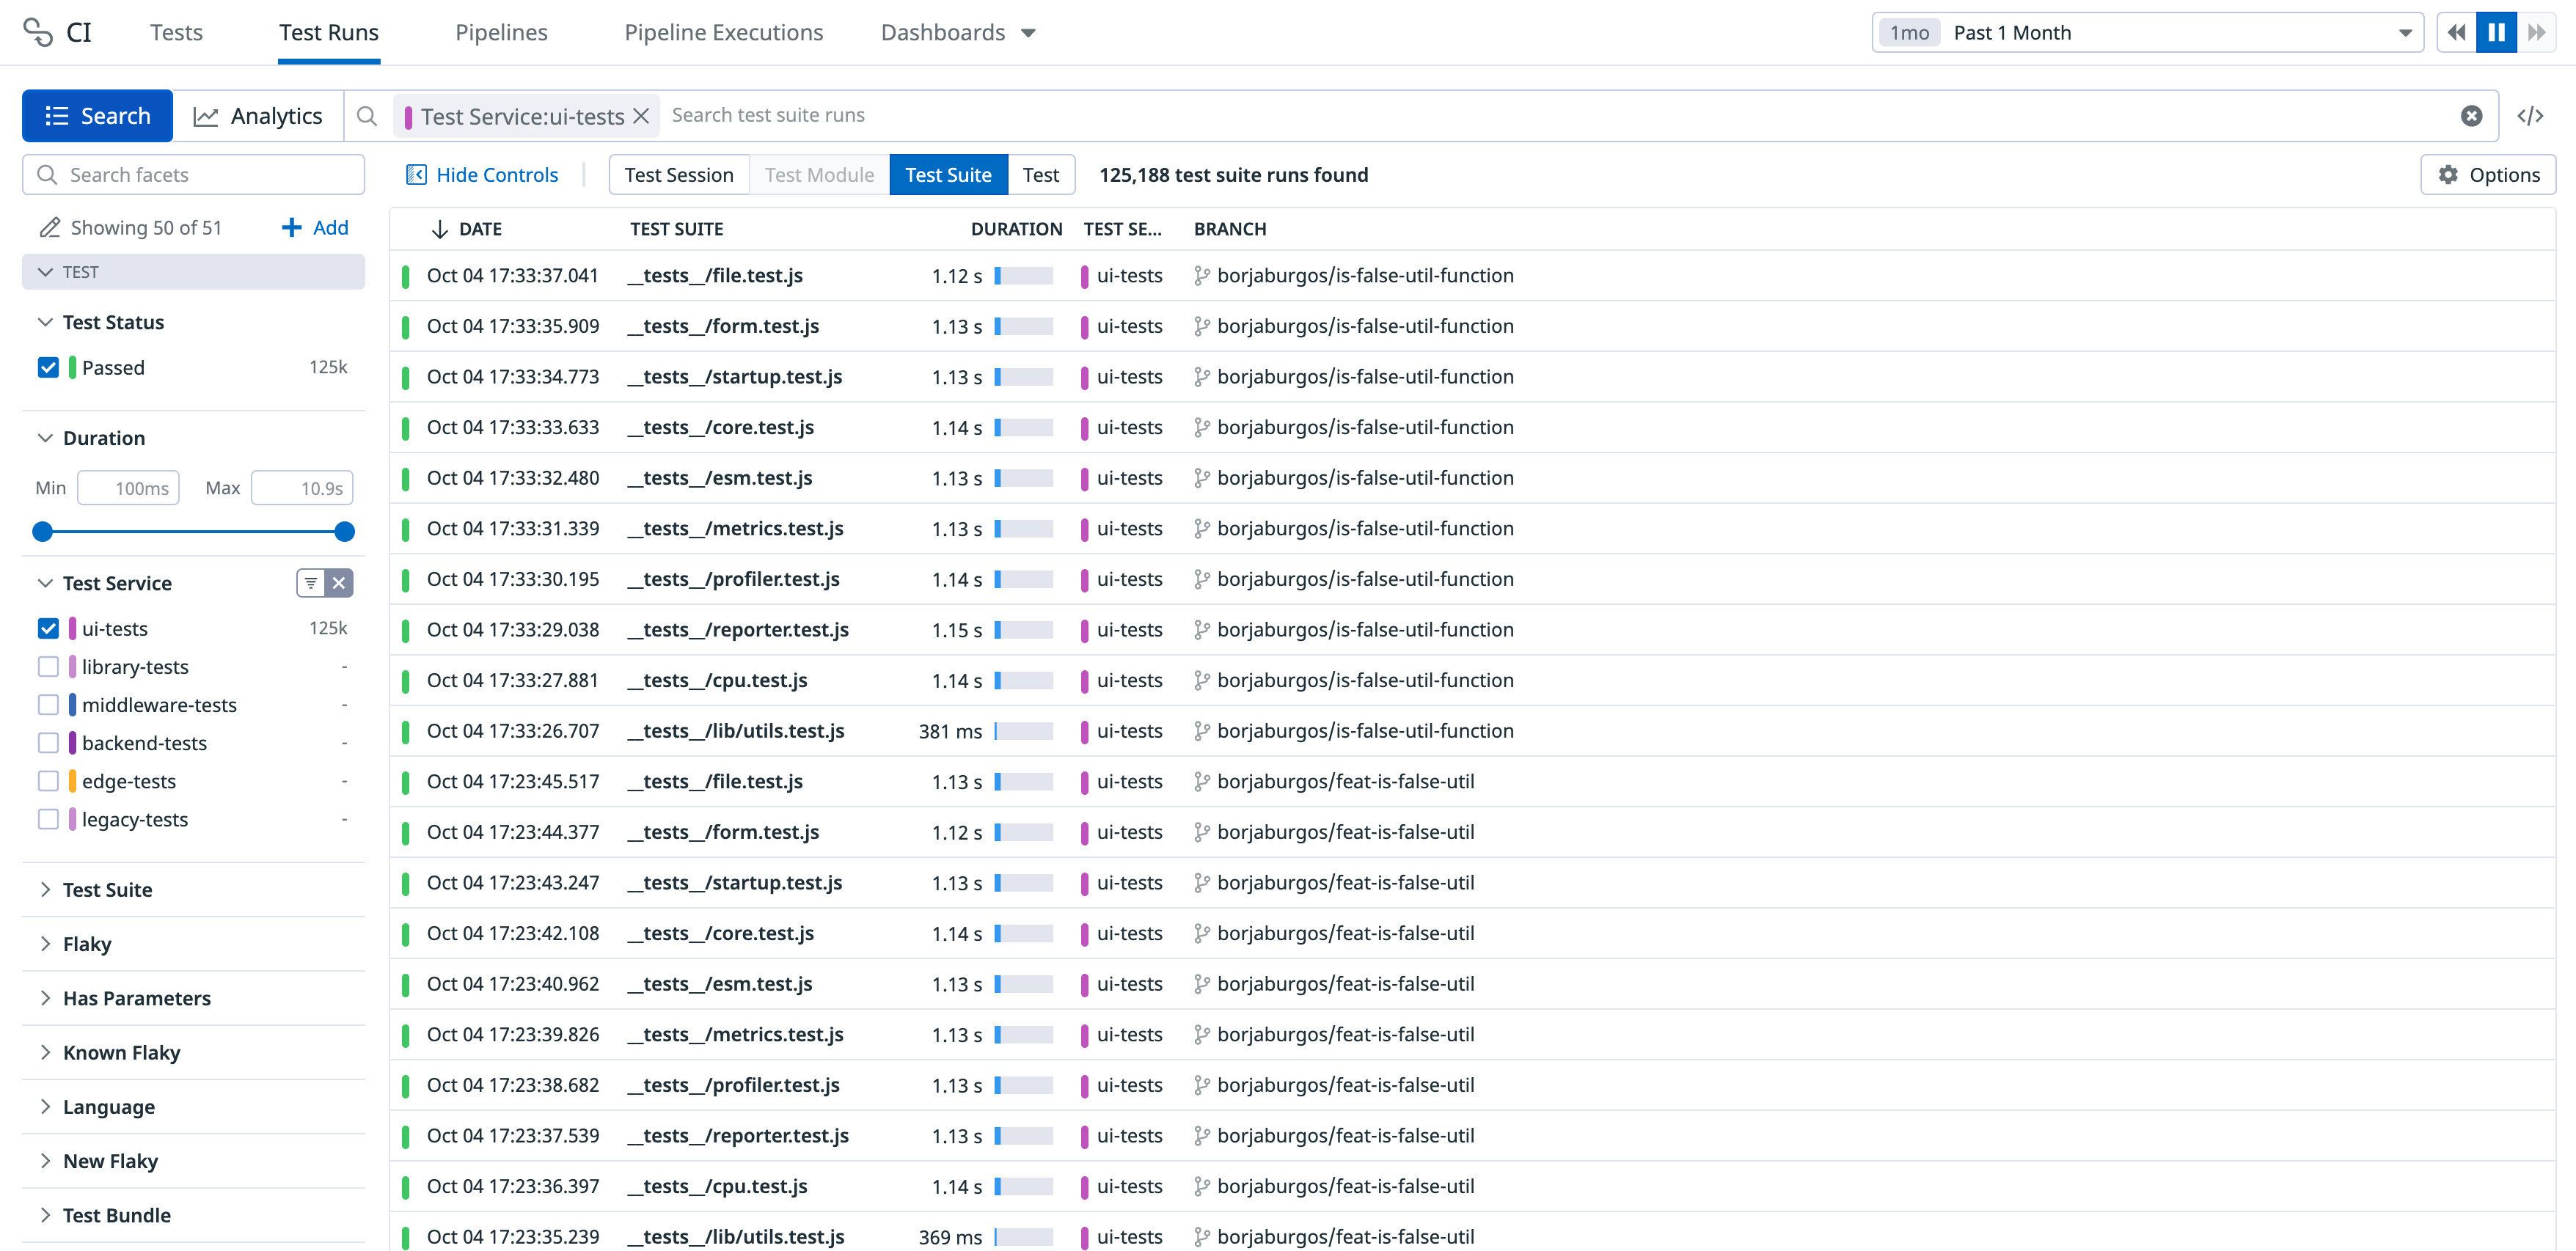 CI Tests Test Runs Pipelines Pipeline Executions Dashboards 1mo Past 1 Month
Search Analytics Test Service:ui-tests Search test suite runs
Search facets
Showing 50 of 51 Add
TEST
Test Status
Passed 125k
Duration
Min 100ms Max 10.9s
Test Service
ui-tests 125k
library-tests -
middleware-tests -
backend-tests -
edge-tests -
legacy-tests -
Test Suite
Flaky
Has Parameters
Known Flaky
Language
New Flaky
Test Bundle
Hide Controls Test Session Test Module Test Suite Test 125,188 test suite runs found Options
DATE TEST SUITE DURATION TEST SE... BRANCH
Oct 04 17:33:37.041 __tests__/file.test.js 1.12 s ui-tests borjaburgos/is-false-util-function
Oct 04 17:33:35.909 __tests__/form.test.js 1.13 s ui-tests borjaburgos/is-false-util-function
Oct 04 17:33:34.773 __tests__/startup.test.js 1.13 s ui-tests borjaburgos/is-false-util-function
Oct 04 17:33:33.633 __tests__/core.test.js 1.14 s ui-tests borjaburgos/is-false-util-function
Oct 04 17:33:32.480 __tests__/esm.test.js 1.13 s ui-tests borjaburgos/is-false-util-function
Oct 04 17:33:31.339 __tests__/metrics.test.js 1.13 s ui-tests borjaburgos/is-false-util-function
Oct 04 17:33:30.195 __tests__/profiler.test.js 1.14 s ui-tests borjaburgos/is-false-util-function
Oct 04 17:33:29.038 __tests__/reporter.test.js 1.15 s ui-tests borjaburgos/is-false-util-function
Oct 04 17:33:27.881 __tests__/cpu.test.js 1.14 s ui-tests borjaburgos/is-false-util-function
Oct 04 17:33:26.707 __tests__/lib/utils.test.js 381 ms ui-tests borjaburgos/is-false-util-function
Oct 04 17:23:45.517 __tests__/file.test.js 1.13 s ui-tests borjaburgos/feat-is-false-util
Oct 04 17:23:44.377 __tests__/form.test.js 1.12 s ui-tests borjaburgos/feat-is-false-util
Oct 04 17:23:43.247 __tests__/startup.test.js 1.13 s ui-tests borjaburgos/feat-is-false-util
Oct 04 17:23:42.108 __tests__/core.test.js 1.14 s ui-tests borjaburgos/feat-is-false-util
Oct 04 17:23:40.962 __tests__/esm.test.js 1.13 s ui-tests borjaburgos/feat-is-false-util
Oct 04 17:23:39.826 __tests__/metrics.test.js 1.13 s ui-tests borjaburgos/feat-is-false-util
Oct 04 17:23:38.682 __tests__/profiler.test.js 1.13 s ui-tests borjaburgos/feat-is-false-util
Oct 04 17:23:37.539 __tests__/reporter.test.js 1.13 s ui-tests borjaburgos/feat-is-false-util
Oct 04 17:23:36.397 __tests__/cpu.test.js 1.14 s ui-tests borjaburgos/feat-is-false-util
Oct 04 17:23:35.239 __tests__/lib/utils.test.js 369 ms ui-tests borjaburgos/feat-is-false-util